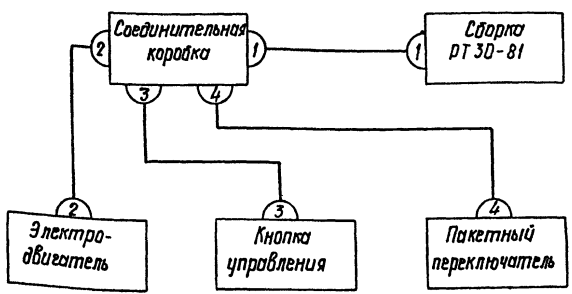 Соединительная
коробка
2
1
3
4
1
Сборка
РТ 30-81
2
Электро-
двигатель
3
Кнопка
управления
4
Пакетный
переключатель